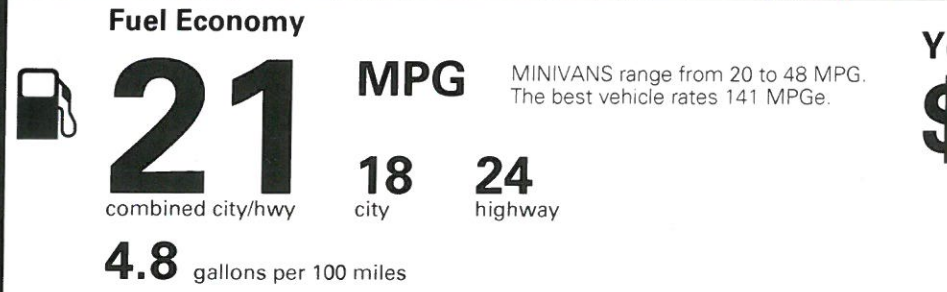 Fuel Economy
21 MPG
MINIVANS range from 20 to 48 MPG.
The best vehicle rates 141 MPGe.
combined city/hwy
18
city
24
highway
4.8 gallons per 100 miles
$